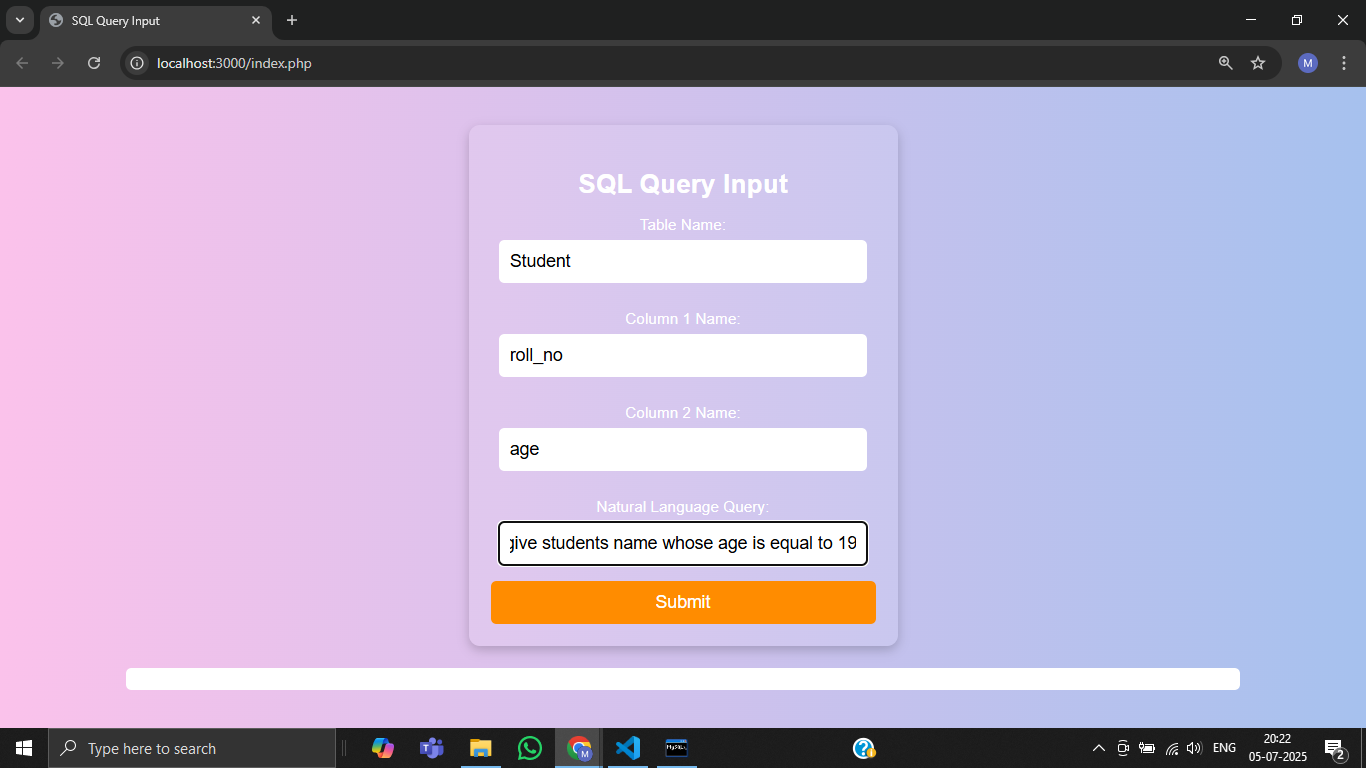 SQL Query Input
localhost:3000/index.php
M
SQL Query Input
Table Name:
Student
Column 1 Name:
roll_no
Column 2 Name:
age
Natural Language Query:
give students name whose age is equal to 19
Submit
Type here to search
T
M
MySQL
ENG
20:22
05-07-2025
2